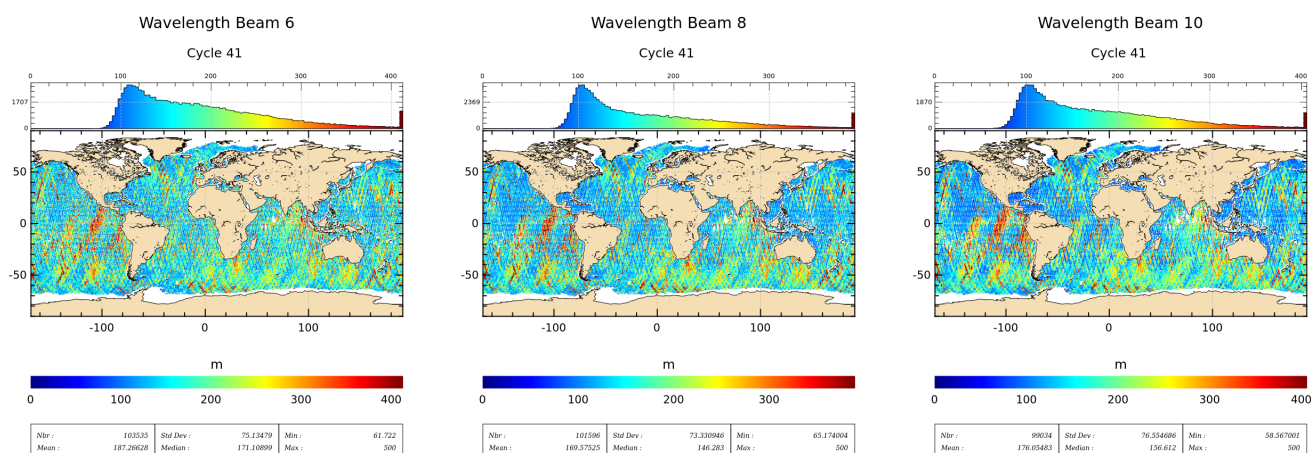 Wavelength Beam 6
Cycle 41
0 100 200 300 400
1707
0
50
0
-50
-100 0 100
m
0 100 200 300 400
Nbr : 103535 Std Dev : 75.13479 Min : 61.722
Mean : 187.26628 Median : 171.10899 Max : 500
Wavelength Beam 8
Cycle 41
0 100 200 300
2369
0
50
0
-50
-100 0 100
m
0 100 200 300
Nbr : 101596 Std Dev : 73.330946 Min : 65.174004
Mean : 169.57525 Median : 146.283 Max : 500
Wavelength Beam 10
Cycle 41
0 100 200 300 400
1870
0
50
0
-50
-100 0 100
m
0 100 200 300 400
Nbr : 99034 Std Dev : 76.554686 Min : 58.567001
Mean : 176.05483 Median : 156.612 Max : 500